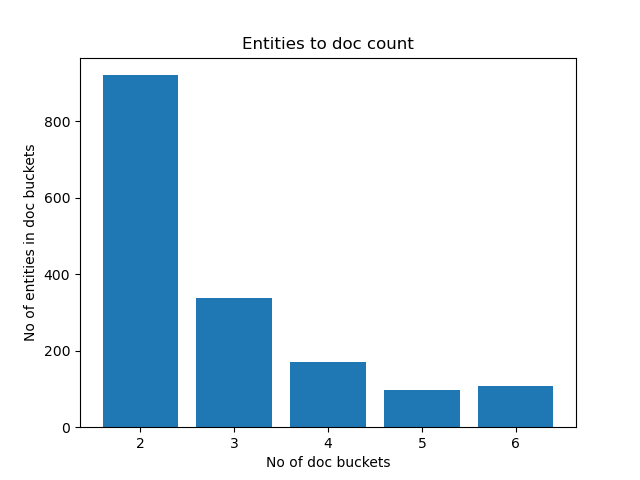 Entities to doc count
No of entities in doc buckets
800
600
400
200
0
2 3 4 5 6
No of doc buckets